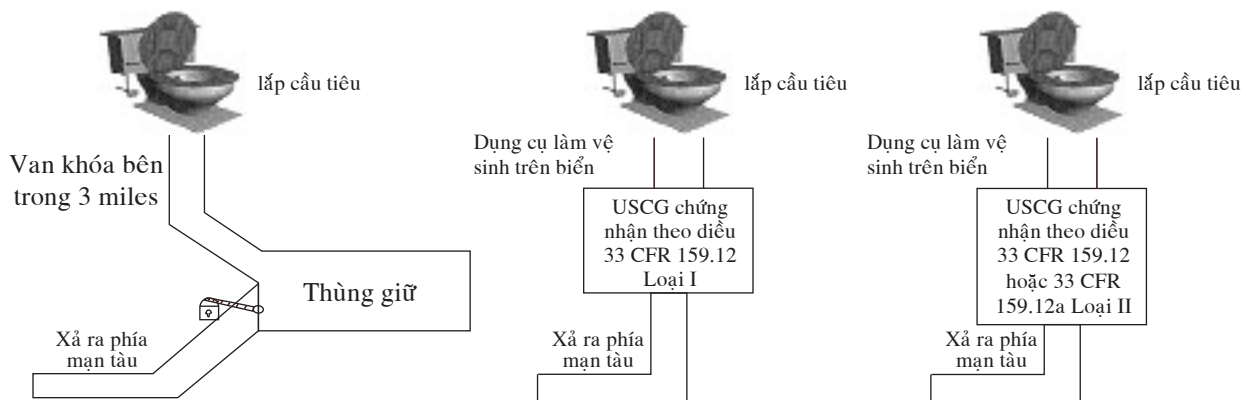 lắp cầu tiêu
Van khóa bên
trong 3 miles
Thùng giữ
Xả ra phía
mạn tàu
lắp cầu tiêu
Dụng cụ làm vệ
sinh trên biển
USCG chứng
nhận theo diều
33 CFR 159.12
Loại I
Xả ra phía
mạn tàu
lắp cầu tiêu
Dụng cụ làm vệ
sinh trên biển
USCG chứng
nhận theo diều
33 CFR 159.12
hoặc 33 CFR
159.12a Loại II
Xả ra phía
mạn tàu